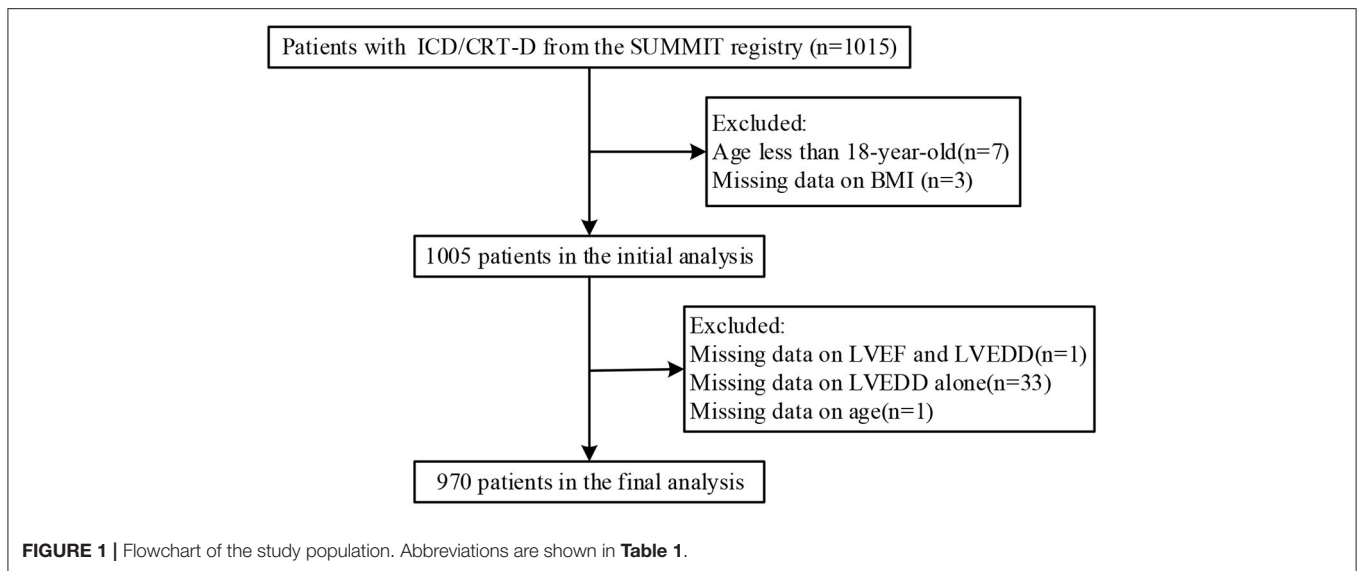 Patients with ICD/CRT-D from the SUMMIT registry (n=1015)
Excluded:
Age less than 18-year-old(n=7)
Missing data on BMI (n=3)
1005 patients in the initial analysis
Excluded:
Missing data on LVEF and LVEDD(n=1)
Missing data on LVEDD alone(n=33)
Missing data on age(n=1)
970 patients in the final analysis
FIGURE 1 | Flowchart of the study population. Abbreviations are shown in Table 1.